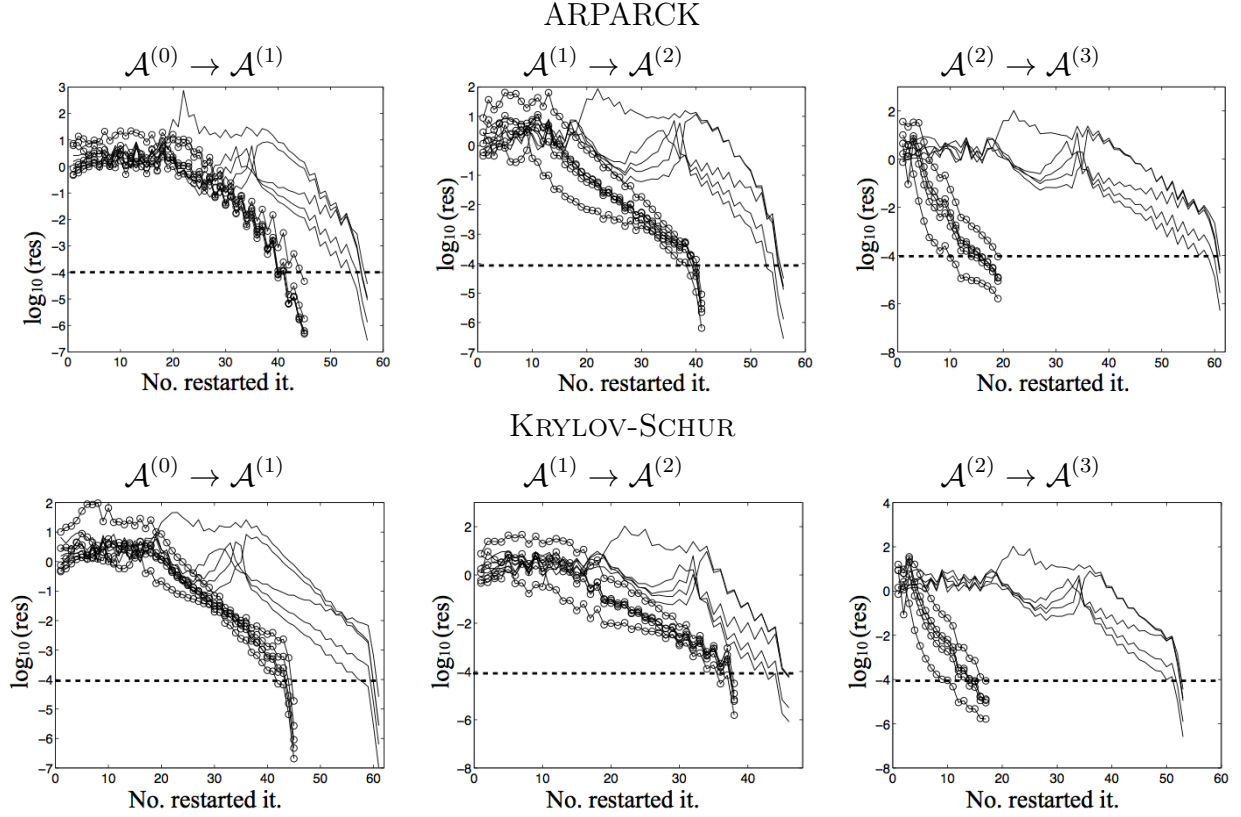 ARPARCK
A^(0) → A^(1)
A^(1) → A^(2)
A^(2) → A^(3)
3
2
1
0
−1
−2
−3
−4
−5
−6
−7
log10 (res)
0 10 20 30 40 50 60
No. restarted it.
2
1
0
−1
−2
−3
−4
−5
−6
−7
log10 (res)
0 10 20 30 40 50 60
No. restarted it.
4
2
0
−2
−4
−6
−8
log10 (res)
0 10 20 30 40 50 60
No. restarted it.
KRYLOV-SCHUR
A^(0) → A^(1)
A^(1) → A^(2)
A^(2) → A^(3)
2
1
0
−1
−2
−3
−4
−5
−6
−7
log10 (res)
0 10 20 30 40 50 60
No. restarted it.
2
0
−2
−4
−6
−8
log10 (res)
0 10 20 30 40
No. restarted it.
4
2
0
−2
−4
−6
−8
log10 (res)
0 10 20 30 40 50 60
No. restarted it.